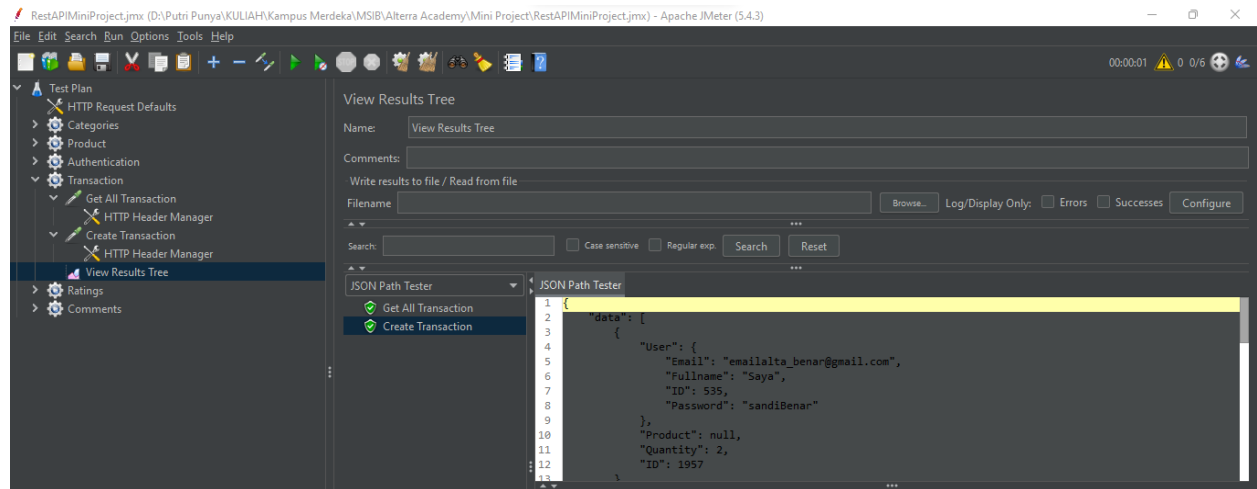 RestAPIMiniProject.jmx (D:\Putri Punya\KULIAH\Kampus Merdeka\MSIB\Alterra Academy\Mini Project\RestAPIMiniProject.jmx) - Apache JMeter (5.4.3)
File Edit Search Run Options Tools Help
00:00:01 0 0/6
Test Plan
HTTP Request Defaults
Categories
Product
Authentication
Transaction
Get All Transaction
HTTP Header Manager
Create Transaction
HTTP Header Manager
View Results Tree
Ratings
Comments
View Results Tree
Name: View Results Tree
Comments:
Write results to file / Read from file
Filename Browse... Log/Display Only: Errors Successes Configure
Search: Case sensitive Regular exp. Search Reset
JSON Path Tester
Get All Transaction
Create Transaction
JSON Path Tester
1 {
2 "data": [
3 {
4 "User": {
5 "Email": "emailalta_benar@gmail.com",
6 "Fullname": "Saya",
7 "ID": 535,
8 "Password": "sandiBenar"
9 },
10 "Product": null,
11 "Quantity": 2,
12 "ID": 1957
13 }